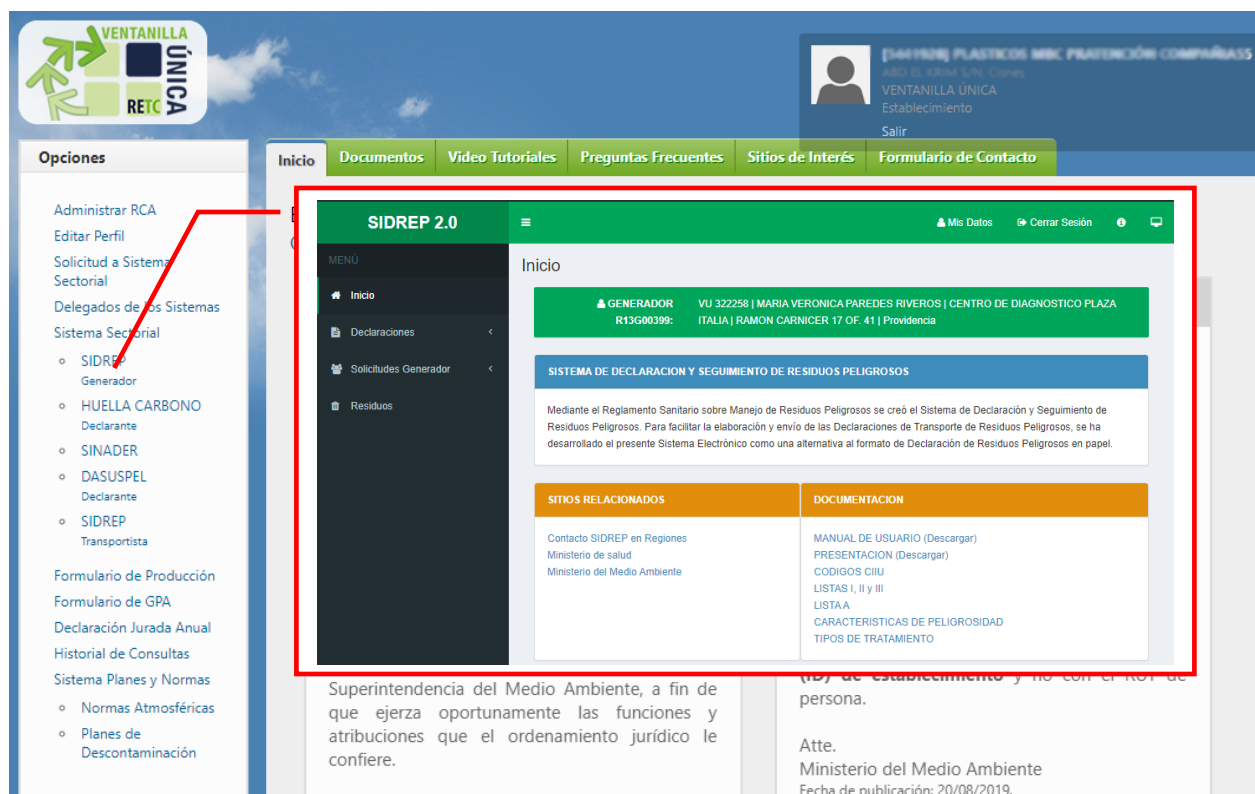 VENTANILLA
ÚNICA
RETC
VENTANILLA ÚNICA
Establecimiento
Salir
Opciones
Inicio
Documentos
Video Tutoriales
Preguntas Frecuentes
Sitios de Interés
Formulario de Contacto
Administrar RCA
Editar Perfil
Solicitud a Sistema
Sectorial
Delegados de los Sistemas
Sistema Sectorial
SIDREP
Generador
HUELLA CARBONO
Declarante
SINADER
DASUSPEL
Declarante
SIDREP
Transportista
Formulario de Producción
Formulario de GPA
Declaración Jurada Anual
Historial de Consultas
Sistema Planes y Normas
Normas Atmosféricas
Planes de
Descontaminación
SIDREP 2.0
Mis Datos
Cerrar Sesión
MENÚ
Inicio
Declaraciones
Solicitudes Generador
Residuos
Inicio
GENERADOR
R13G00399:
VU 322258 | MARIA VERONICA PAREDES RIVEROS | CENTRO DE DIAGNOSTICO PLAZA
ITALIA | RAMON CARNICER 17 OF. 41 | Providencia
SISTEMA DE DECLARACION Y SEGUIMIENTO DE RESIDUOS PELIGROSOS
Mediante el Reglamento Sanitario sobre Manejo de Residuos Peligrosos se creó el Sistema de Declaración y Seguimiento de
Residuos Peligrosos. Para facilitar la elaboración y envío de las Declaraciones de Transporte de Residuos Peligrosos, se ha
desarrollado el presente Sistema Electrónico como una alternativa al formato de Declaración de Residuos Peligrosos en papel.
SITIOS RELACIONADOS
Contacto SIDREP en Regiones
Ministerio de salud
Ministerio del Medio Ambiente
DOCUMENTACION
MANUAL DE USUARIO (Descargar)
PRESENTACION (Descargar)
CODIGOS CIIU
LISTAS I, II y III
LISTA A
CARACTERISTICAS DE PELIGROSIDAD
TIPOS DE TRATAMIENTO
Superintendencia del Medio Ambiente, a fin de
que ejerza oportunamente las funciones y
atribuciones que el ordenamiento jurídico le
confiere.
(ID) de establecimiento y no con el RUT de
persona.
Atte.
Ministerio del Medio Ambiente
Fecha de publicación: 20/08/2019.